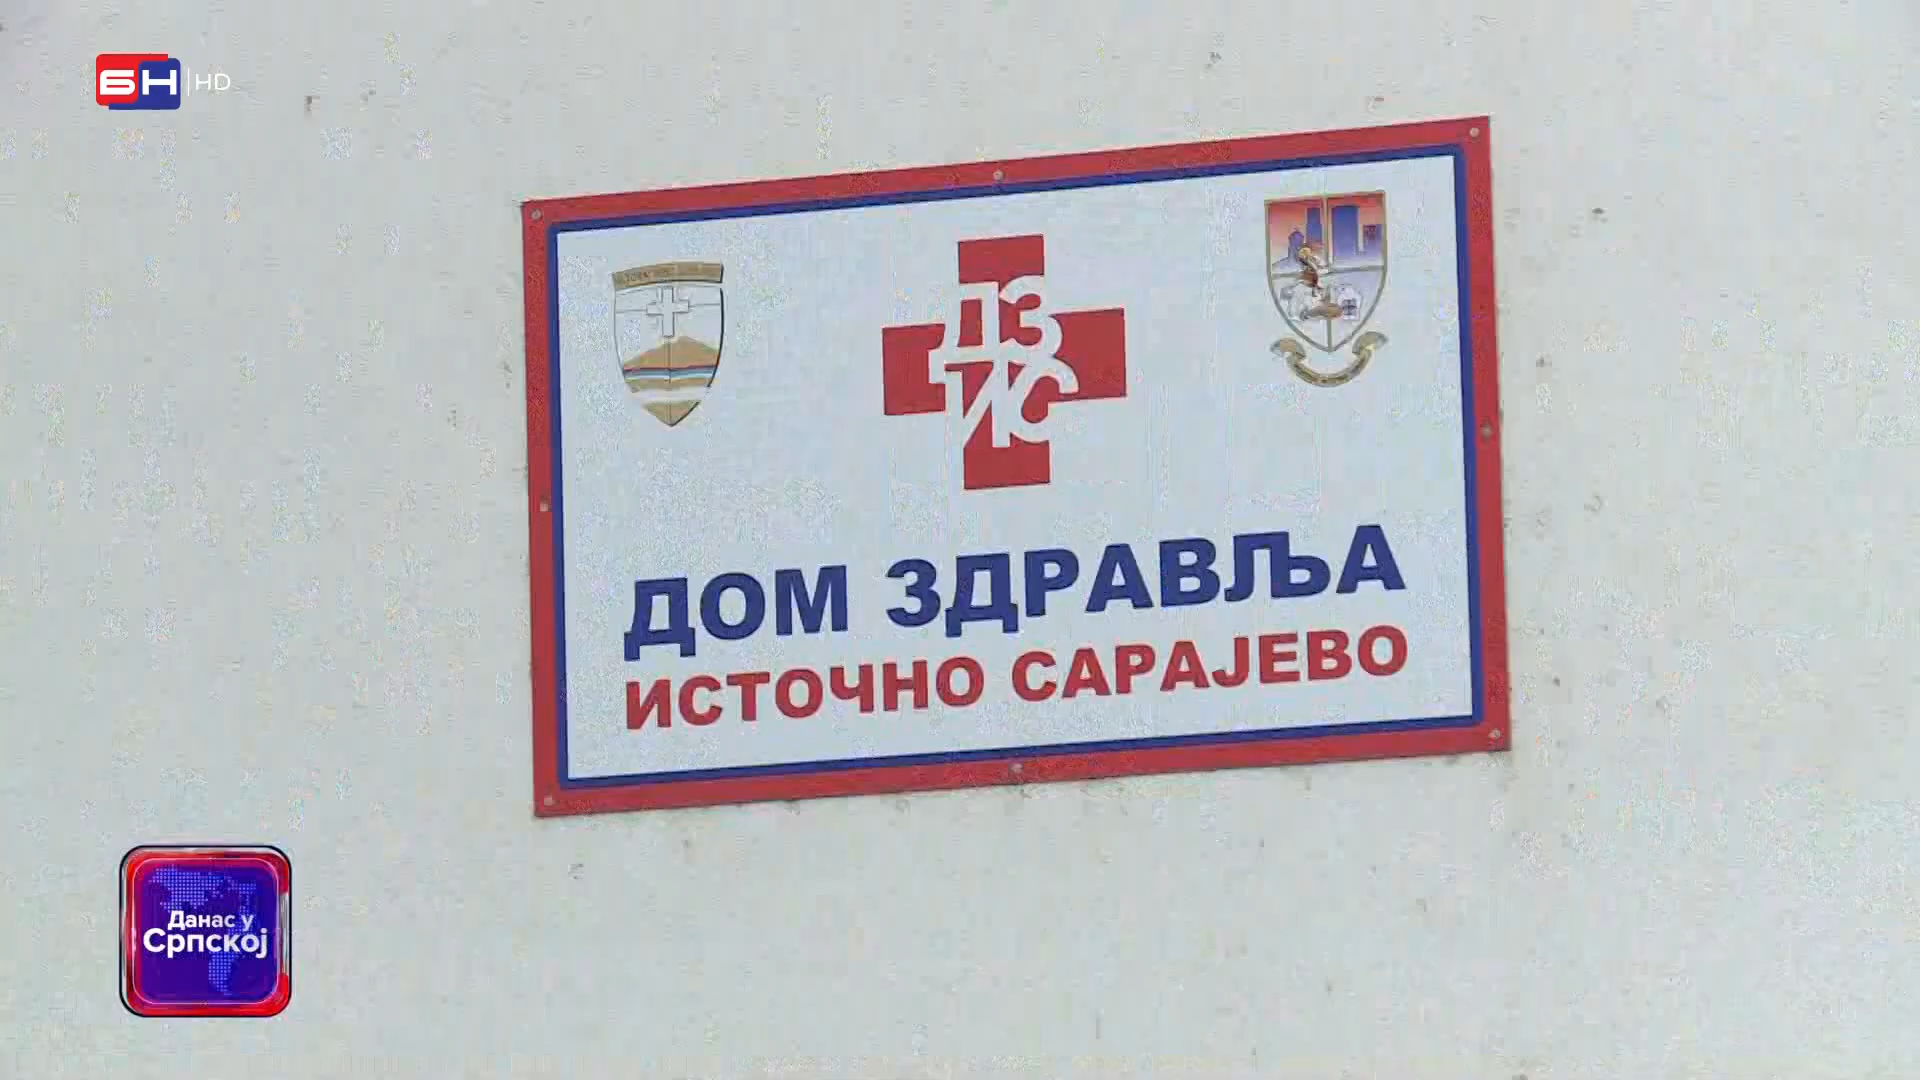 БН HD
ДЗ
ИС
ДОМ ЗДРАВЉА
ИСТОЧНО САРАЈЕВО
Данас у
Српској